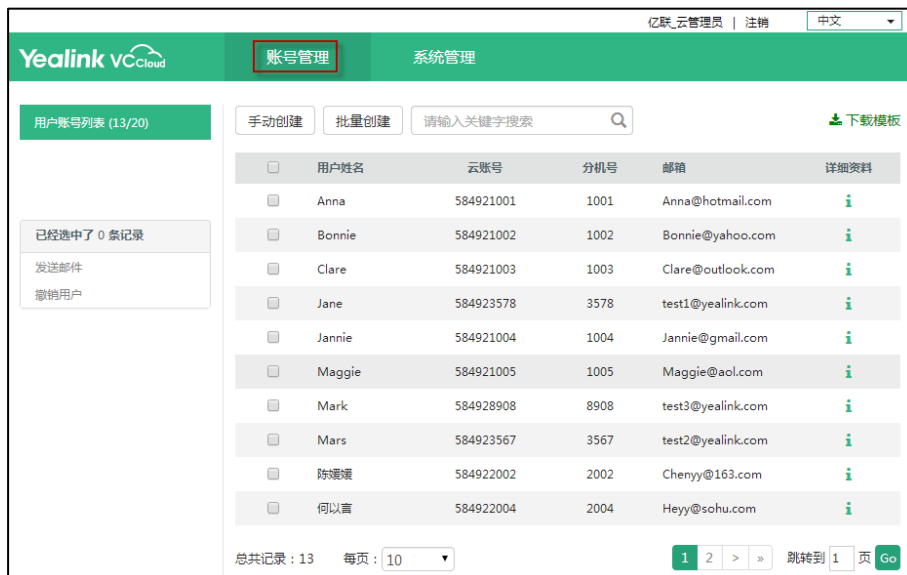 亿联_云管理员 | 注销 中文
Yealink VCCloud 账号管理 系统管理
用户账号列表 (13/20) 手动创建 批量创建 请输入关键字搜索 下载模板
用户姓名 云账号 分机号 邮箱 详细资料
Anna 584921001 1001 Anna@hotmail.com
已经选中了 0 条记录 Bonnie 584921002 1002 Bonnie@yahoo.com
发送邮件 Clare 584921003 1003 Clare@outlook.com
撤销用户 Jane 584923578 3578 test1@yealink.com
Jannie 584921004 1004 Jannie@gmail.com
Maggie 584921005 1005 Maggie@aol.com
Mark 584928908 8908 test3@yealink.com
Mars 584923567 3567 test2@yealink.com
陈媛媛 584922002 2002 Chenyy@163.com
何以言 584922004 2004 Heyy@sohu.com
总共记录：13 每页： 10 1 2 > » 跳转到 1 页 Go